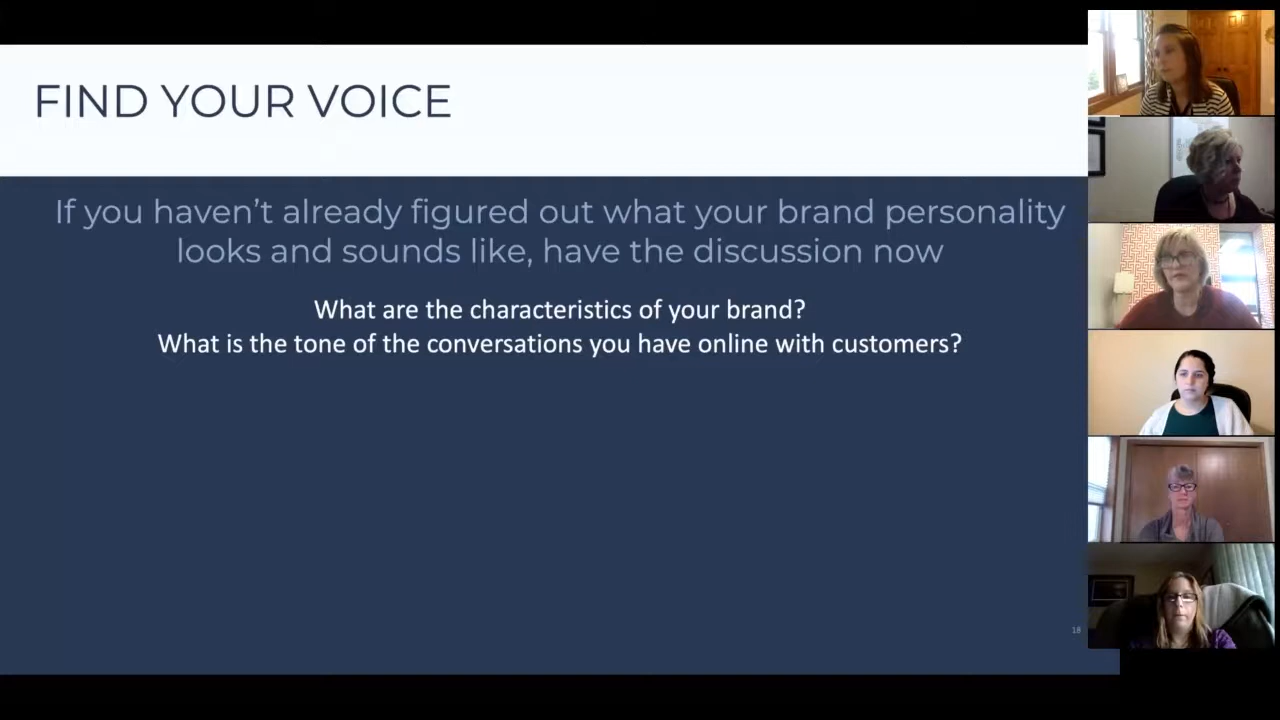 FIND YOUR VOICE
If you haven't already figured out what your brand personality
looks and sounds like, have the discussion now
What are the characteristics of your brand?
What is the tone of the conversations you have online with customers?
18